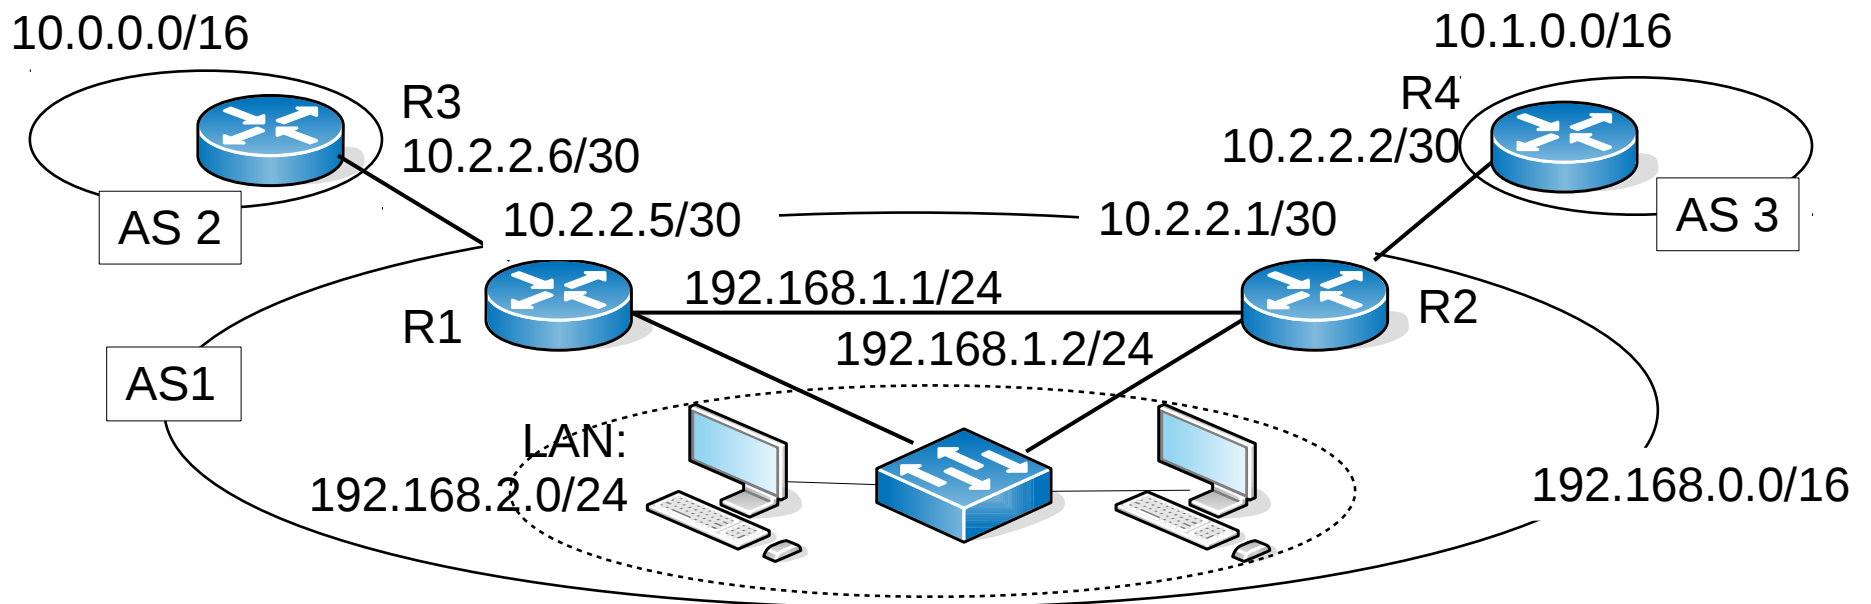 10.0.0.0/16
10.1.0.0/16
R3
10.2.2.6/30
R4
10.2.2.2/30
AS 2
10.2.2.5/30
10.2.2.1/30
AS 3
192.168.1.1/24
R1
R2
192.168.1.2/24
AS1
LAN:
192.168.2.0/24
192.168.0.0/16